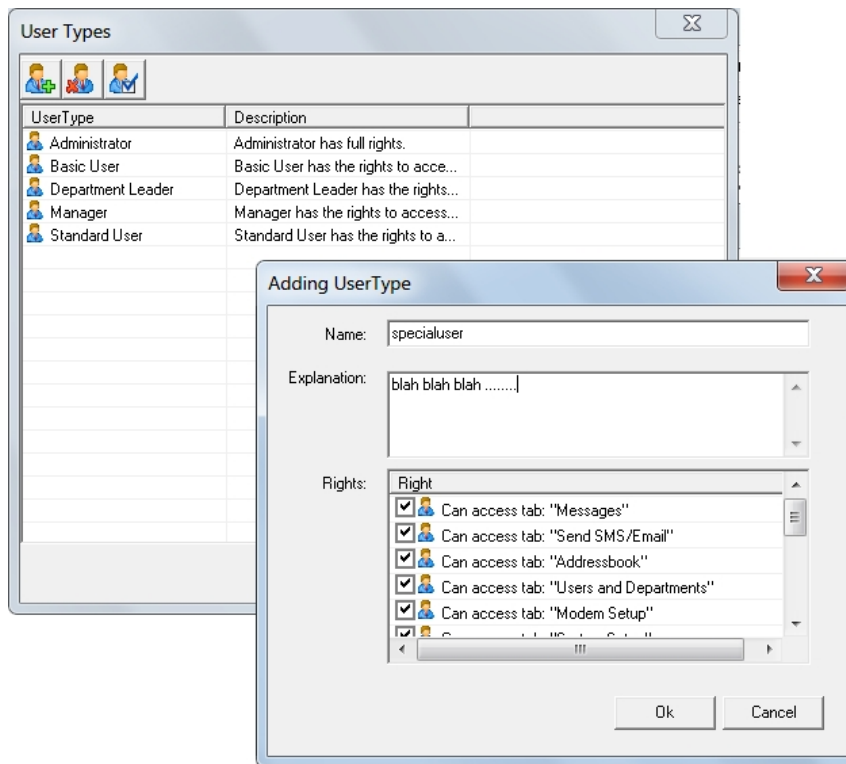 User Types
UserType Description
Administrator Administrator has full rights.
Basic User Basic User has the rights to acce...
Department Leader Department Leader has the rights...
Manager Manager has the rights to access...
Standard User Standard User has the rights to a...
Adding UserType
Name: specialuser
Explanation: blah blah blah ........
Rights: Right
Can access tab: "Messages"
Can access tab: "Send SMS/Email"
Can access tab: "Addressbook"
Can access tab: "Users and Departments"
Can access tab: "Modem Setup"
Ok Cancel